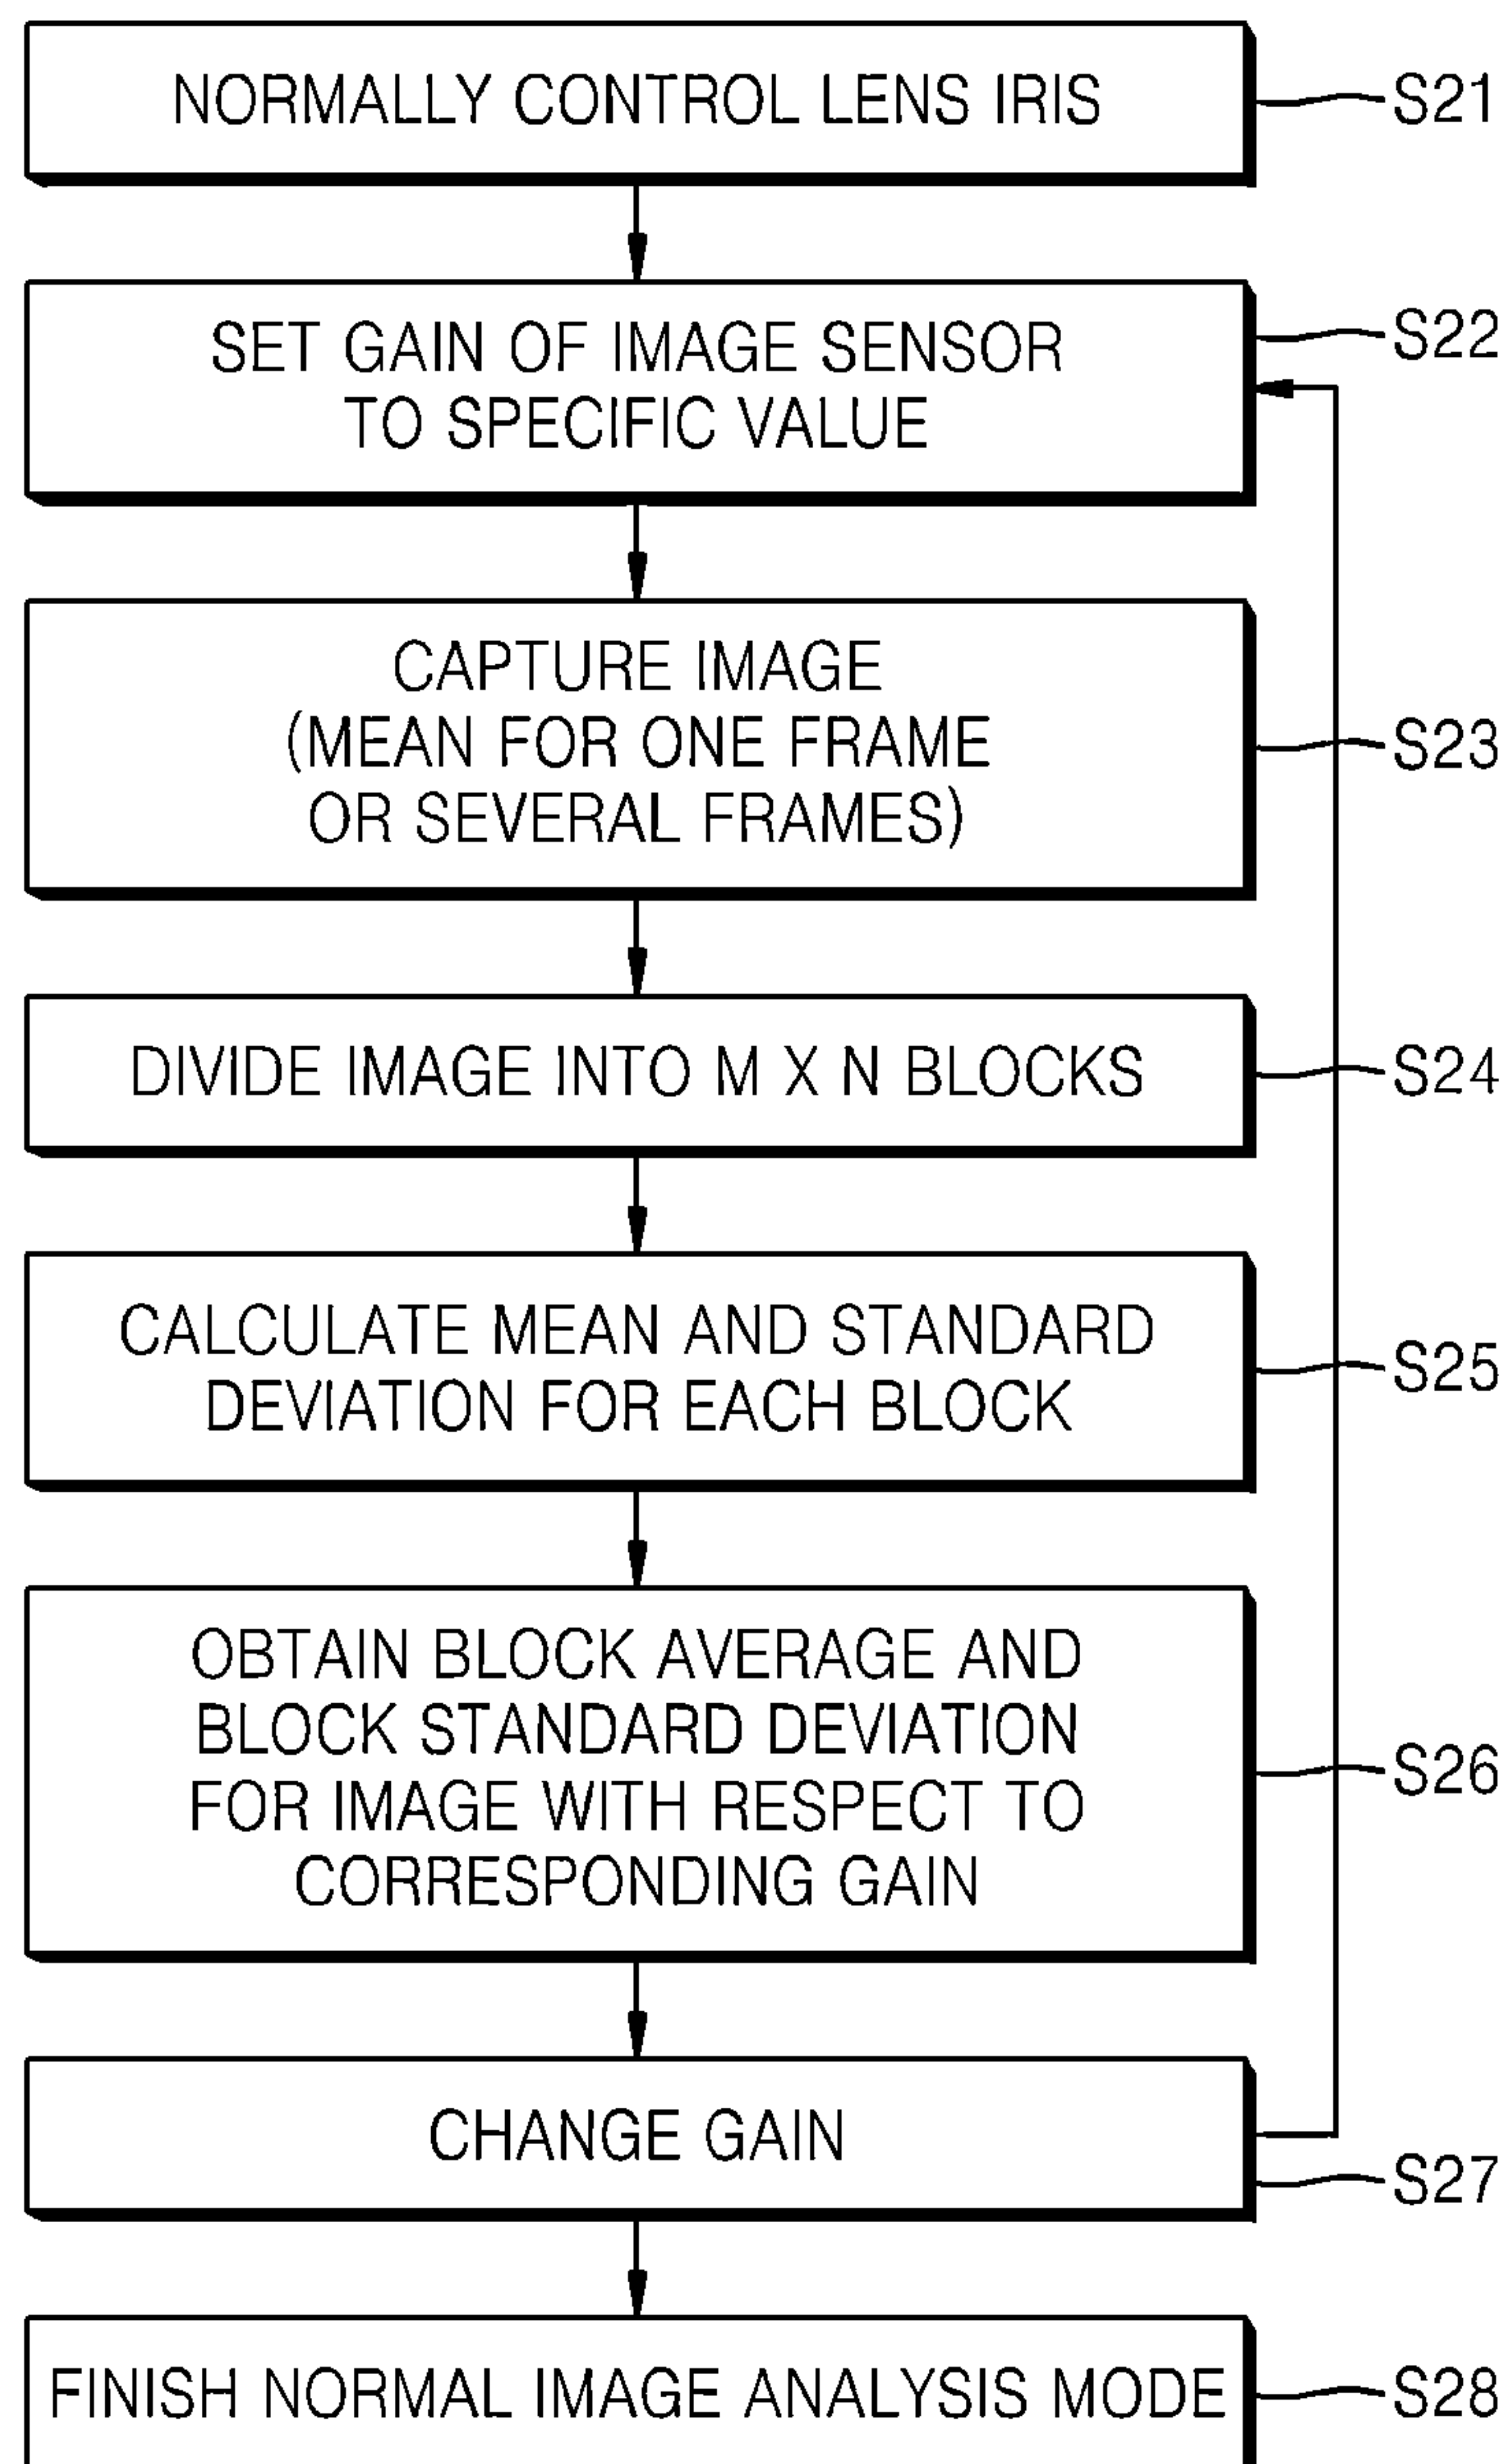 NORMALLY CONTROL LENS IRIS
S21
SET GAIN OF IMAGE SENSOR
TO SPECIFIC VALUE
S22
CAPTURE IMAGE
(MEAN FOR ONE FRAME
OR SEVERAL FRAMES)
S23
DIVIDE IMAGE INTO M X N BLOCKS
S24
CALCULATE MEAN AND STANDARD
DEVIATION FOR EACH BLOCK
S25
OBTAIN BLOCK AVERAGE AND
BLOCK STANDARD DEVIATION
FOR IMAGE WITH RESPECT TO
CORRESPONDING GAIN
S26
CHANGE GAIN
S27
FINISH NORMAL IMAGE ANALYSIS MODE
S28